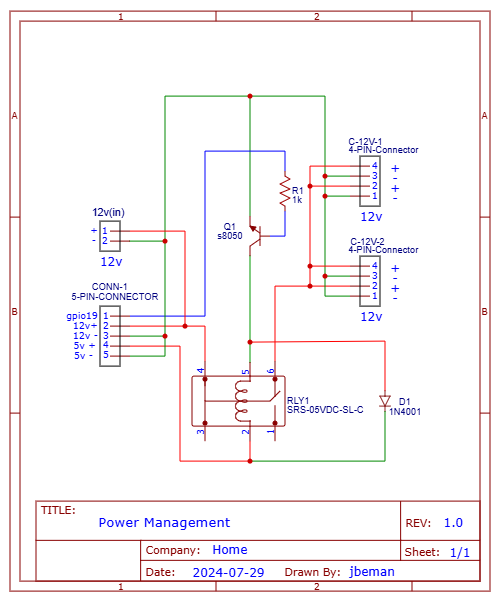 1 2
A A
C-12V-1
4-PIN-Connector
4 +
3 -
2 +
1 -
12v
R1
1k
Q1
s8050
12v(in)
+ 1
- 2
12v
C-12V-2
4-PIN-Connector
4 +
3 -
2 +
1 -
12v
CONN-1
5-PIN-CONNECTOR
B B
gpio19 1
12v+ 2
12v - 3
5v + 4
5v - 5
4 5 6
RLY1
SRS-05VDC-SL-C
D1
1N4001
3 2 1
TITLE:
Power Management
REV: 1.0
Company: Home
Sheet: 1/1
Date: 2024-07-29 Drawn By: jbeman
1 2